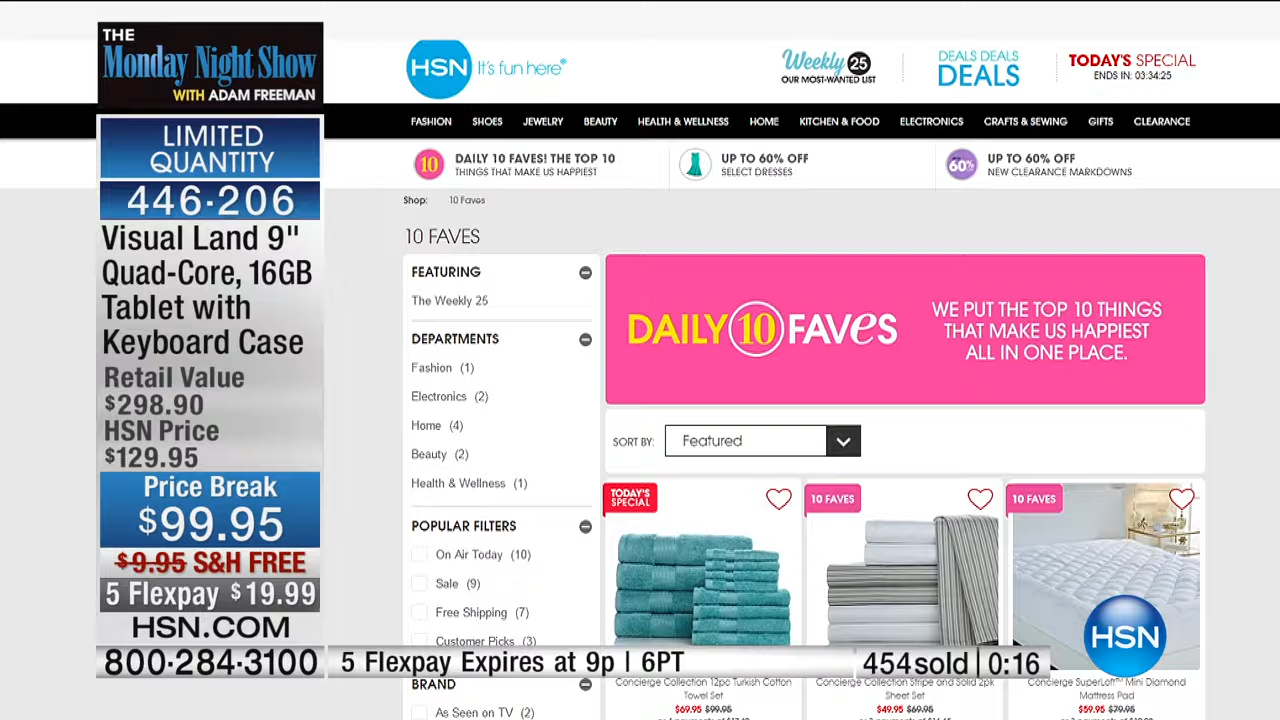 THE
Monday Night Show
WITH ADAM FREEMAN
LIMITED
QUANTITY
446-206
Visual Land 9"
Quad-Core, 16GB
Tablet with
Keyboard Case
Retail Value
$298.90
HSN Price
$129.95
Price Break
$99.95
$9.95 S&H FREE
5 Flexpay $19.99
HSN.COM
800-284-3100
5 Flexpay Expires at 9p | 6PT
454 sold | 0:16
HSN
HSN It's fun here®
Weekly 25
OUR MOST-WANTED LIST
DEALS DEALS
DEALS
TODAY'S SPECIAL
ENDS IN: 03:34:25
FASHION SHOES JEWELRY BEAUTY HEALTH & WELLNESS HOME KITCHEN & FOOD ELECTRONICS CRAFTS & SEWING GIFTS CLEARANCE
10 DAILY 10 FAVES! THE TOP 10
THINGS THAT MAKE US HAPPIEST
UP TO 60% OFF
SELECT DRESSES
60% UP TO 60% OFF
NEW CLEARANCE MARKDOWNS
Shop: 10 Faves
10 FAVES
FEATURING
The Weekly 25
DEPARTMENTS
Fashion (1)
Electronics (2)
Home (4)
Beauty (2)
Health & Wellness (1)
POPULAR FILTERS
On Air Today (10)
Sale (9)
Free Shipping (7)
Customer Picks (3)
BRAND
As Seen on TV (2)
DAILY 10 FAVES
WE PUT THE TOP 10 THINGS
THAT MAKE US HAPPIEST
ALL IN ONE PLACE.
SORT BY: Featured
TODAY'S
SPECIAL
10 FAVES
10 FAVES
Concierge Collection 12pc Turkish Cotton
Towel Set
$69.95 $99.95
Concierge Collection Stripe and Solid 2pk
Sheet Set
$49.95 $69.95
Concierge SuperLoft™ Mini Diamond
Mattress Pad
$59.95 $79.95